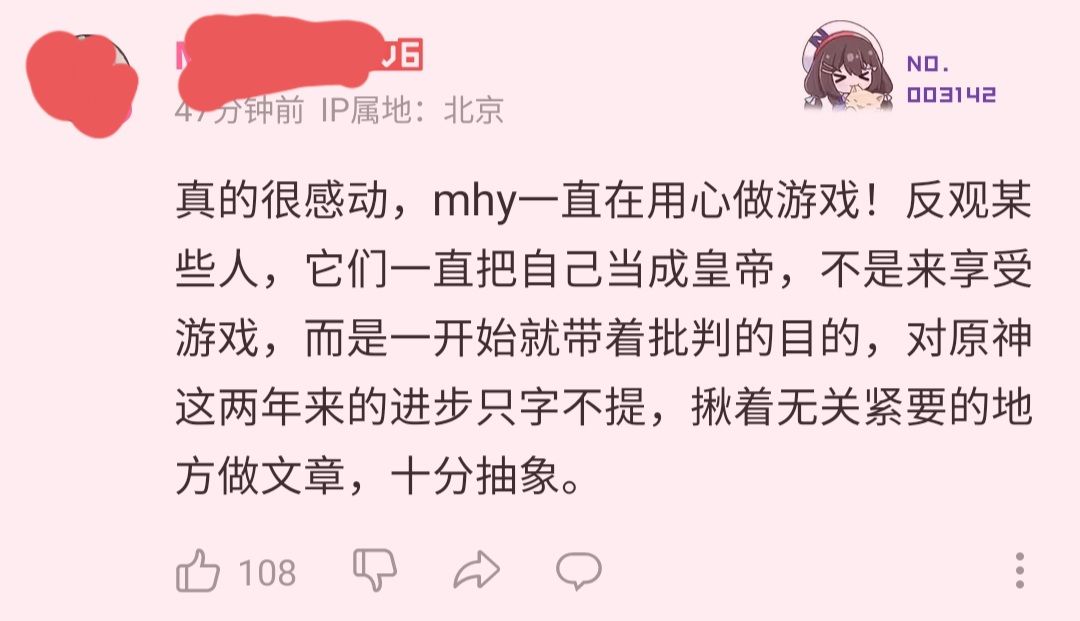 NO.
003142
47分钟前 IP属地：北京
真的很感动，mhy一直在用心做游戏！反观某
些人，它们一直把自己当成皇帝，不是来享受
游戏，而是一开始就带着批判的目的，对原神
这两年来的进步只字不提，揪着无关紧要的地
方做文章，十分抽象。
108